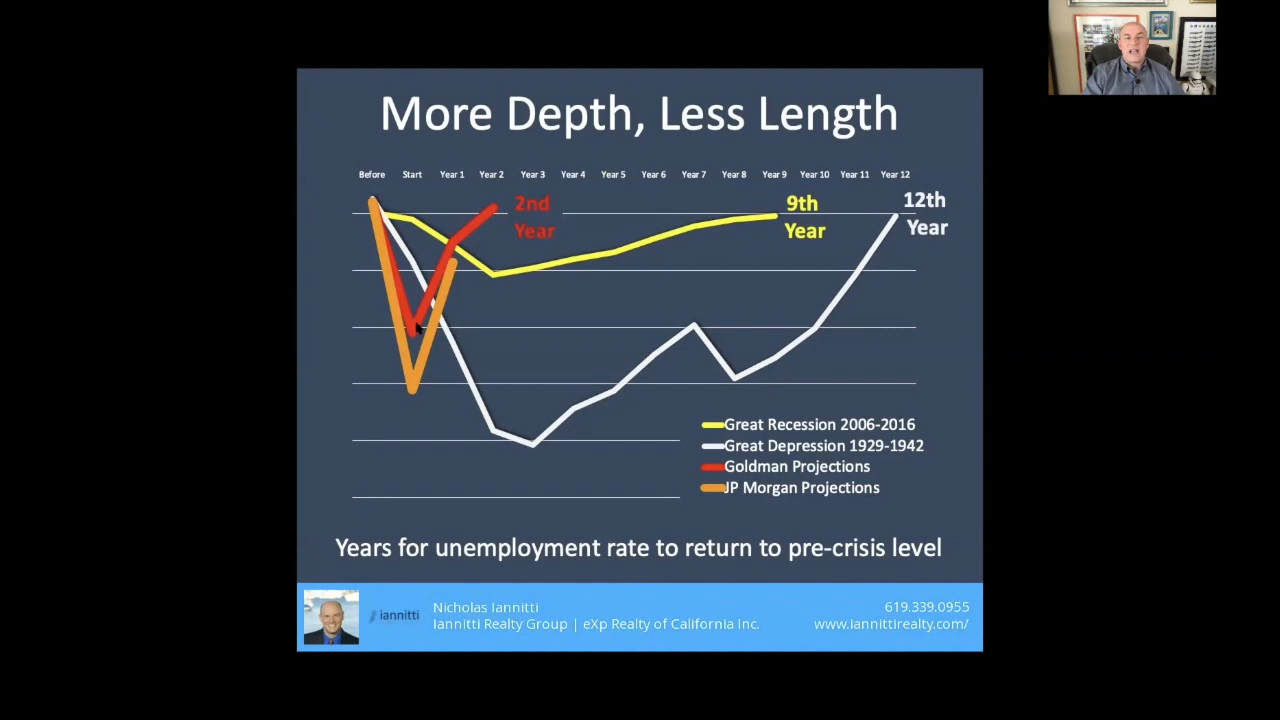 More Depth, Less Length
Before Start Year 1 Year 2 Year 3 Year 4 Year 5 Year 6 Year 7 Year 8 Year 9 Year 10 Year 11 Year 12
2nd
Year
9th
Year
12th
Year
Great Recession 2006-2016
Great Depression 1929-1942
Goldman Projections
JP Morgan Projections
Years for unemployment rate to return to pre-crisis level
iannitti
Nicholas Iannitti
Iannitti Realty Group | eXp Realty of California Inc.
619.339.0955
www.iannittirealty.com/